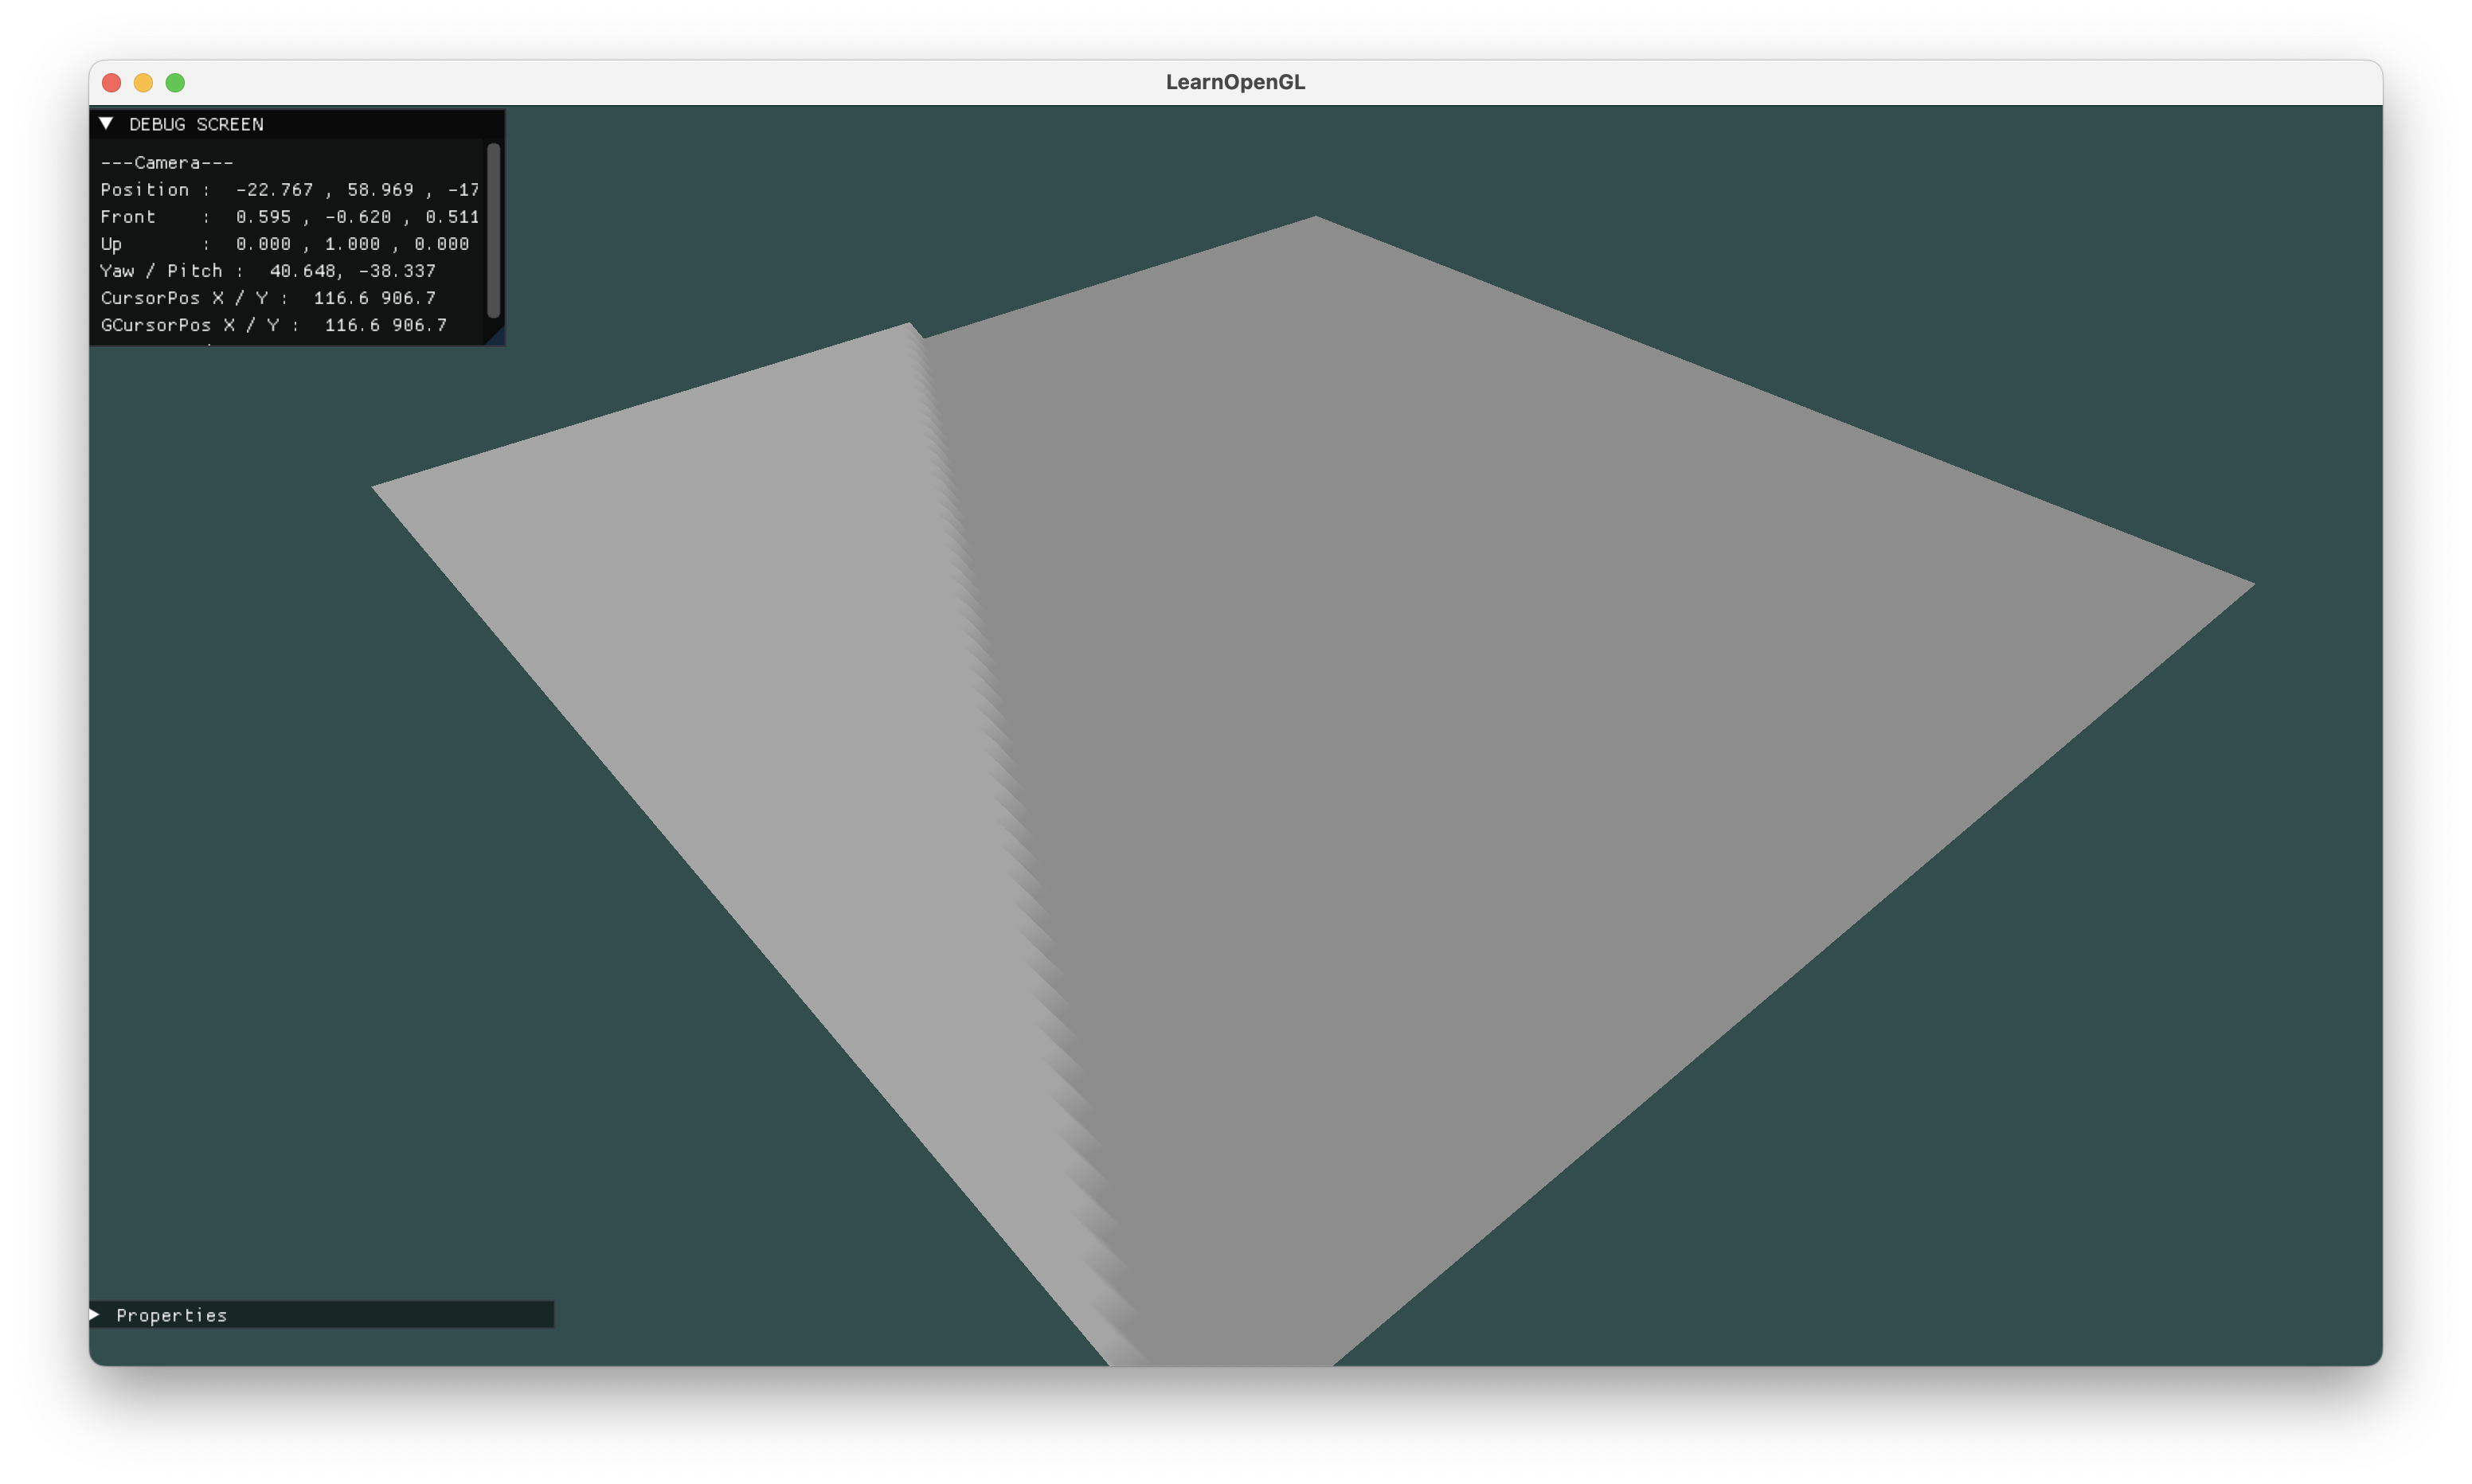 LearnOpenGL
DEBUG SCREEN
---Camera---
Position :  -22.767 , 58.969 , -17
Front    :  0.595 , -0.620 , 0.511
Up       :  0.000 , 1.000 , 0.000
Yaw / Pitch :  40.648, -38.337
CursorPos X / Y :  116.6 906.7
GCursorPos X / Y :  116.6 906.7
Properties